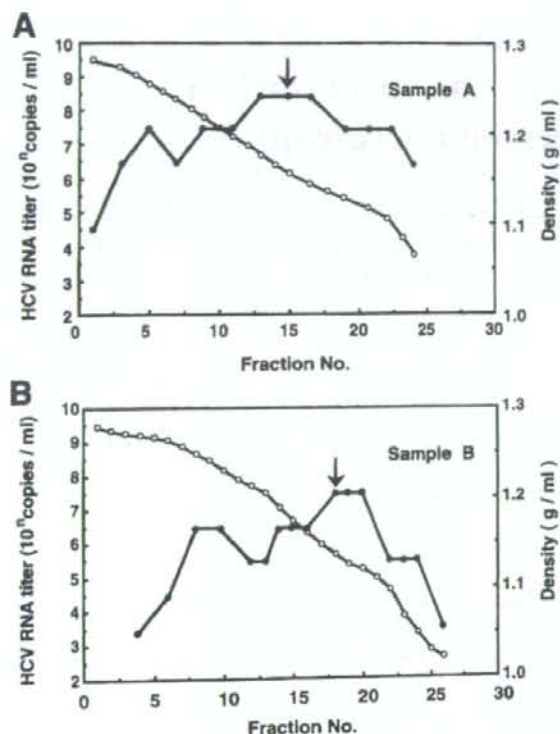 A
HCV RNA titer (10ⁿcopies / ml)
10
9
8
7
6
5
4
3
2
Sample A
1.3
1.2
1.1
1.0
Density ( g / ml )
0 5 10 15 20 25 30
Fraction No.
B
HCV RNA titer (10ⁿcopies / ml)
10
9
8
7
6
5
4
3
2
Sample B
1.3
1.2
1.1
1.0
Density ( g / ml )
0 5 10 15 20 25 30
Fraction No.